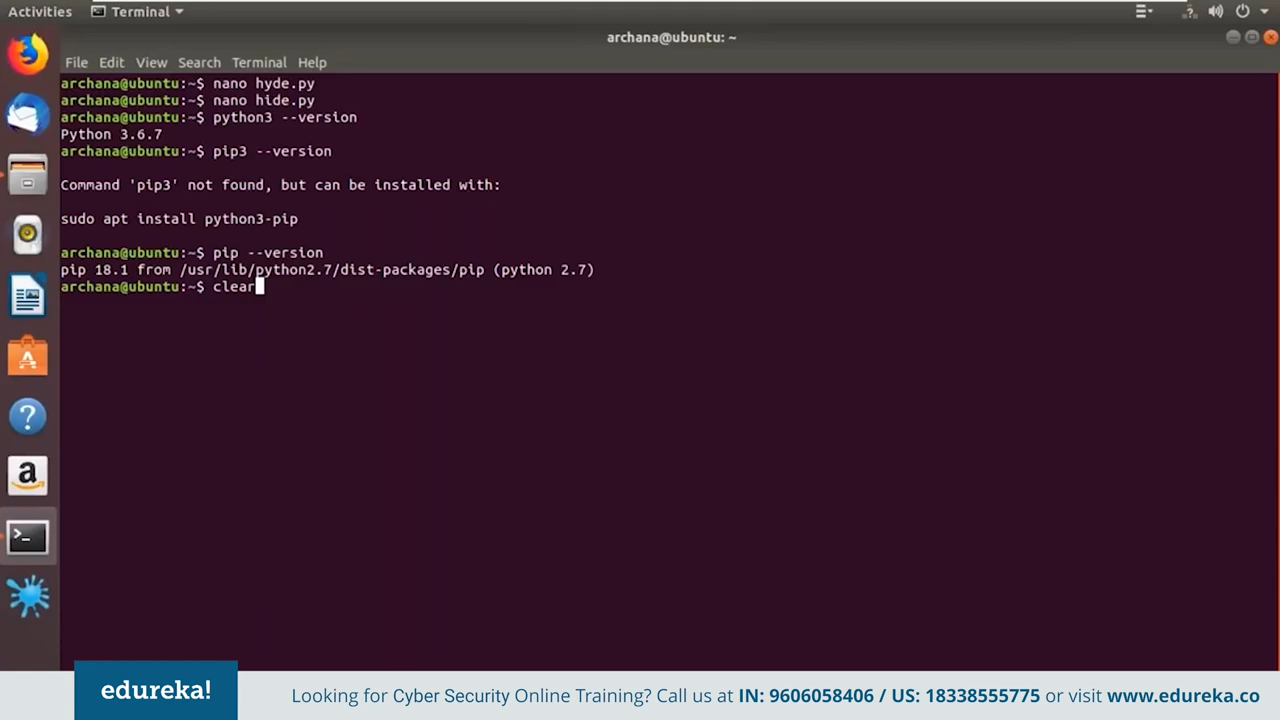 Activities
Terminal
archana@ubuntu: ~
File Edit View Search Terminal Help
archana@ubuntu:~$ nano hyde.py
archana@ubuntu:~$ nano hide.py
archana@ubuntu:~$ python3 --version
Python 3.6.7
archana@ubuntu:~$ pip3 --version
Command 'pip3' not found, but can be installed with:
sudo apt install python3-pip
archana@ubuntu:~$ pip --version
pip 18.1 from /usr/lib/python2.7/dist-packages/pip (python 2.7)
archana@ubuntu:~$ clear
edureka!
Looking for Cyber Security Online Training? Call us at IN: 9606058406 / US: 18338555775 or visit www.edureka.co